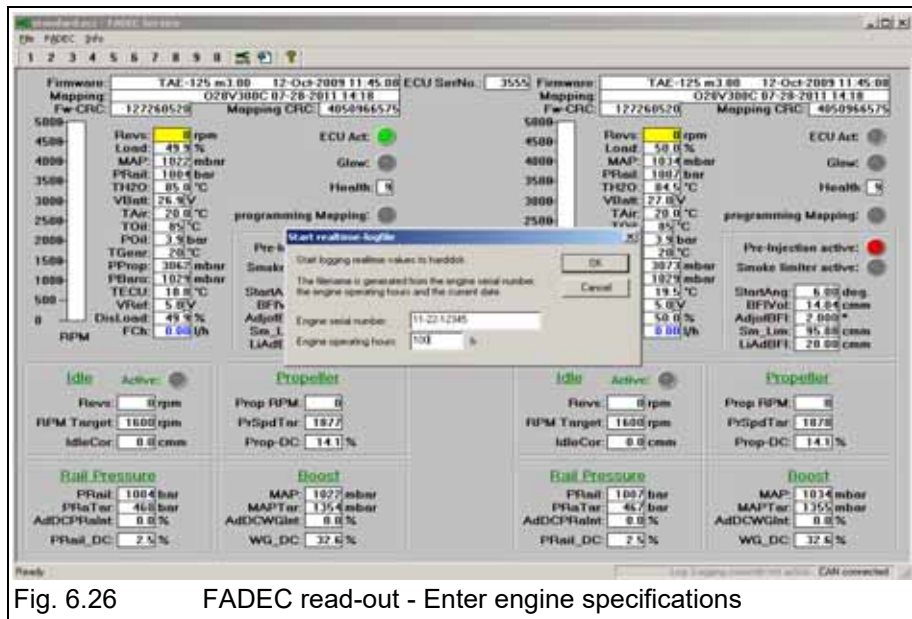 File FADEC Info
1 2 3 4 5 6 7 8 9 0
Firmware: TAE-125 m3.00 12-Oct-2009 11.45:08 ECU SerNo.: 3555 Firmware: TAE-125 m3.00 12-Oct-2009 11.45:08
Mapping: O28V300C 07-28-2011 14:18 Mapping: O28V300C 07-28-2011 14:18
Fw-CRC: 127260528 Mapping CRC: 4050966575 Fw-CRC: 127260528 Mapping CRC: 4050966575
5000 5000
4500 Revs: 0 rpm ECU Act: 4500 Revs: 0 rpm ECU Act:
Load: 49.9 % Load: 50.0 %
4000 MAP: 1022 mbar Glow: 4000 MAP: 1034 mbar Glow:
3500 PRail: 1004 bar 3500 PRail: 1007 bar
TH2O: 85.0 °C Health: 9 TH2O: 84.5 °C Health: 9
3000 VBatt: 26.9 V 3000 VBatt: 27.0 V
2500 TAir: 20.0 °C programming Mapping: 2500 TAir: 20.0 °C programming Mapping:
TOil: 85 °C TOil: 85 °C
2000 POil: 3.9 bar 3.9 bar
Start realtime-logfile
1500 TGear: 20 °C 20 °C Pre-Injection active:
Start logging realtime values to harddisk. OK
1000 PProp: 3062 mbar 3073 mbar Smoke limiter active:
PBaro: 1029 mbar 1029 mbar
The filename is generated from the engine serial number,
the engine operating hours and the current date. Cancel
500 TECU: 18.8 °C 19.5 °C StartAng: 6.00 deg
VRef: 5.0 V 5.0 V BFIVol: 14.04 cmm
Engine serial number 11-22-12345
0 DisLoad: 49.9 % 50.0 % AdjofBFI: 2.000 °
RPM FCh: 0.00 l/h Sm_Lim: 0.00 l/h Sm_Lim: 95.00 cmm
Engine operating hours 100 h
LiAdBFI: 20.00 cmm
Idle Active: Propeller Idle Active: Propeller
Revs: 0 rpm Prop RPM: 0 Revs: 0 rpm Prop RPM: 0
RPM Target: 1600 rpm PrSpdTar: 1877 RPM Target: 1600 rpm PrSpdTar: 1878
IdleCor: 0.0 cmm Prop-DC: 14.1 % IdleCor: 0.0 cmm Prop-DC: 14.1 %
Rail Pressure Boost Rail Pressure Boost
PRail: 1004 bar MAP: 1022 mbar PRail: 1007 bar MAP: 1034 mbar
PRaTar: 468 bar MAPTar: 1354 mbar PRaTar: 467 bar MAPTar: 1355 mbar
AdDCPRaInt: 0.0 % AdDCWGInt: 0.0 % AdDCPRaInt: 0.0 % AdDCWGInt: 0.0 %
PRail_DC: 2.5 % WG_DC: 32.6 % PRail_DC: 2.5 % WG_DC: 32.6 %
Ready CAN connected
Fig. 6.26 FADEC read-out - Enter engine specifications